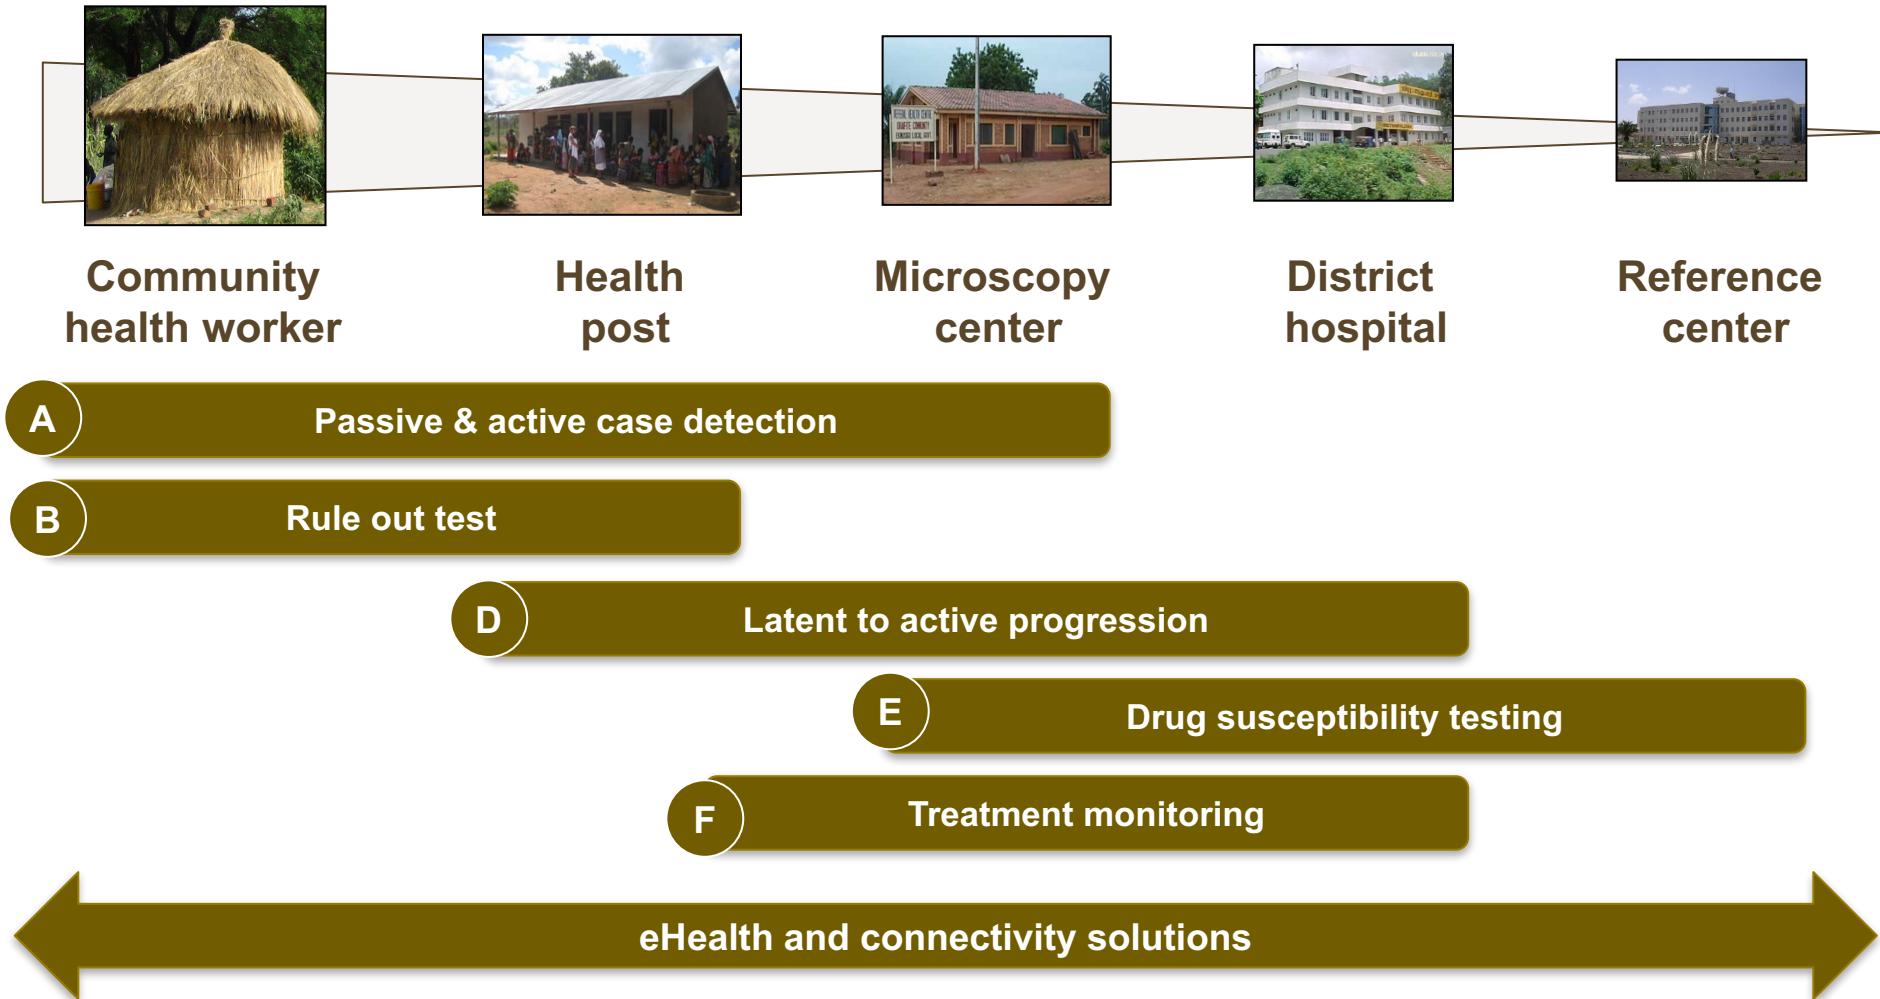 Community
health worker
Health
post
Microscopy
center
District
hospital
Reference
center
A
Passive & active case detection
B
Rule out test
D
Latent to active progression
E
Drug susceptibility testing
F
Treatment monitoring
eHealth and connectivity solutions